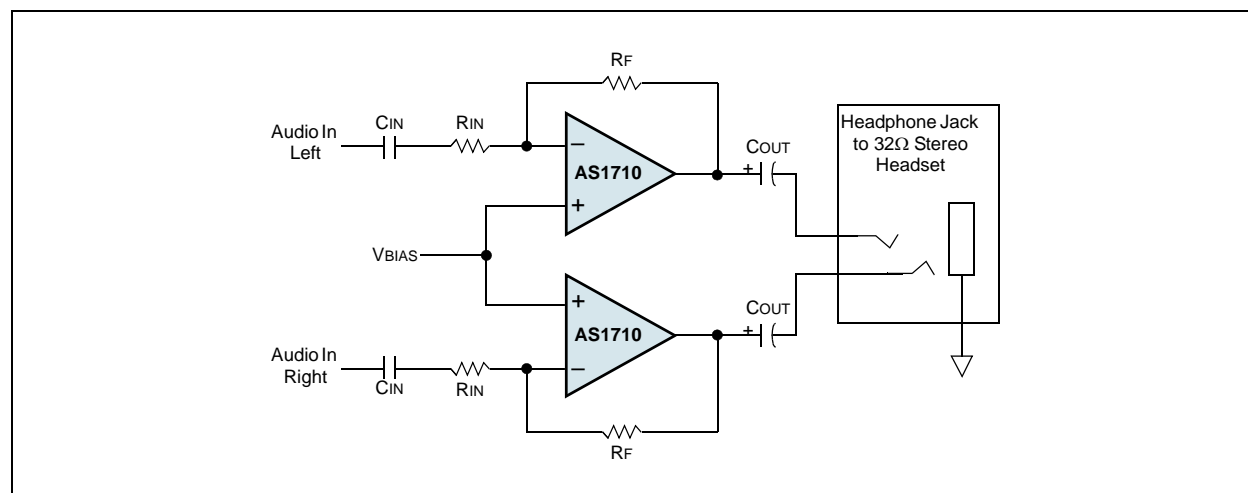 RF
Audio In
Left
CIN
RIN
−
AS1710
+
COUT
+
Headphone Jack
to 32Ω Stereo
Headset
VBIAS
+
AS1710
−
COUT
+
Audio In
Right
CIN
RIN
RF